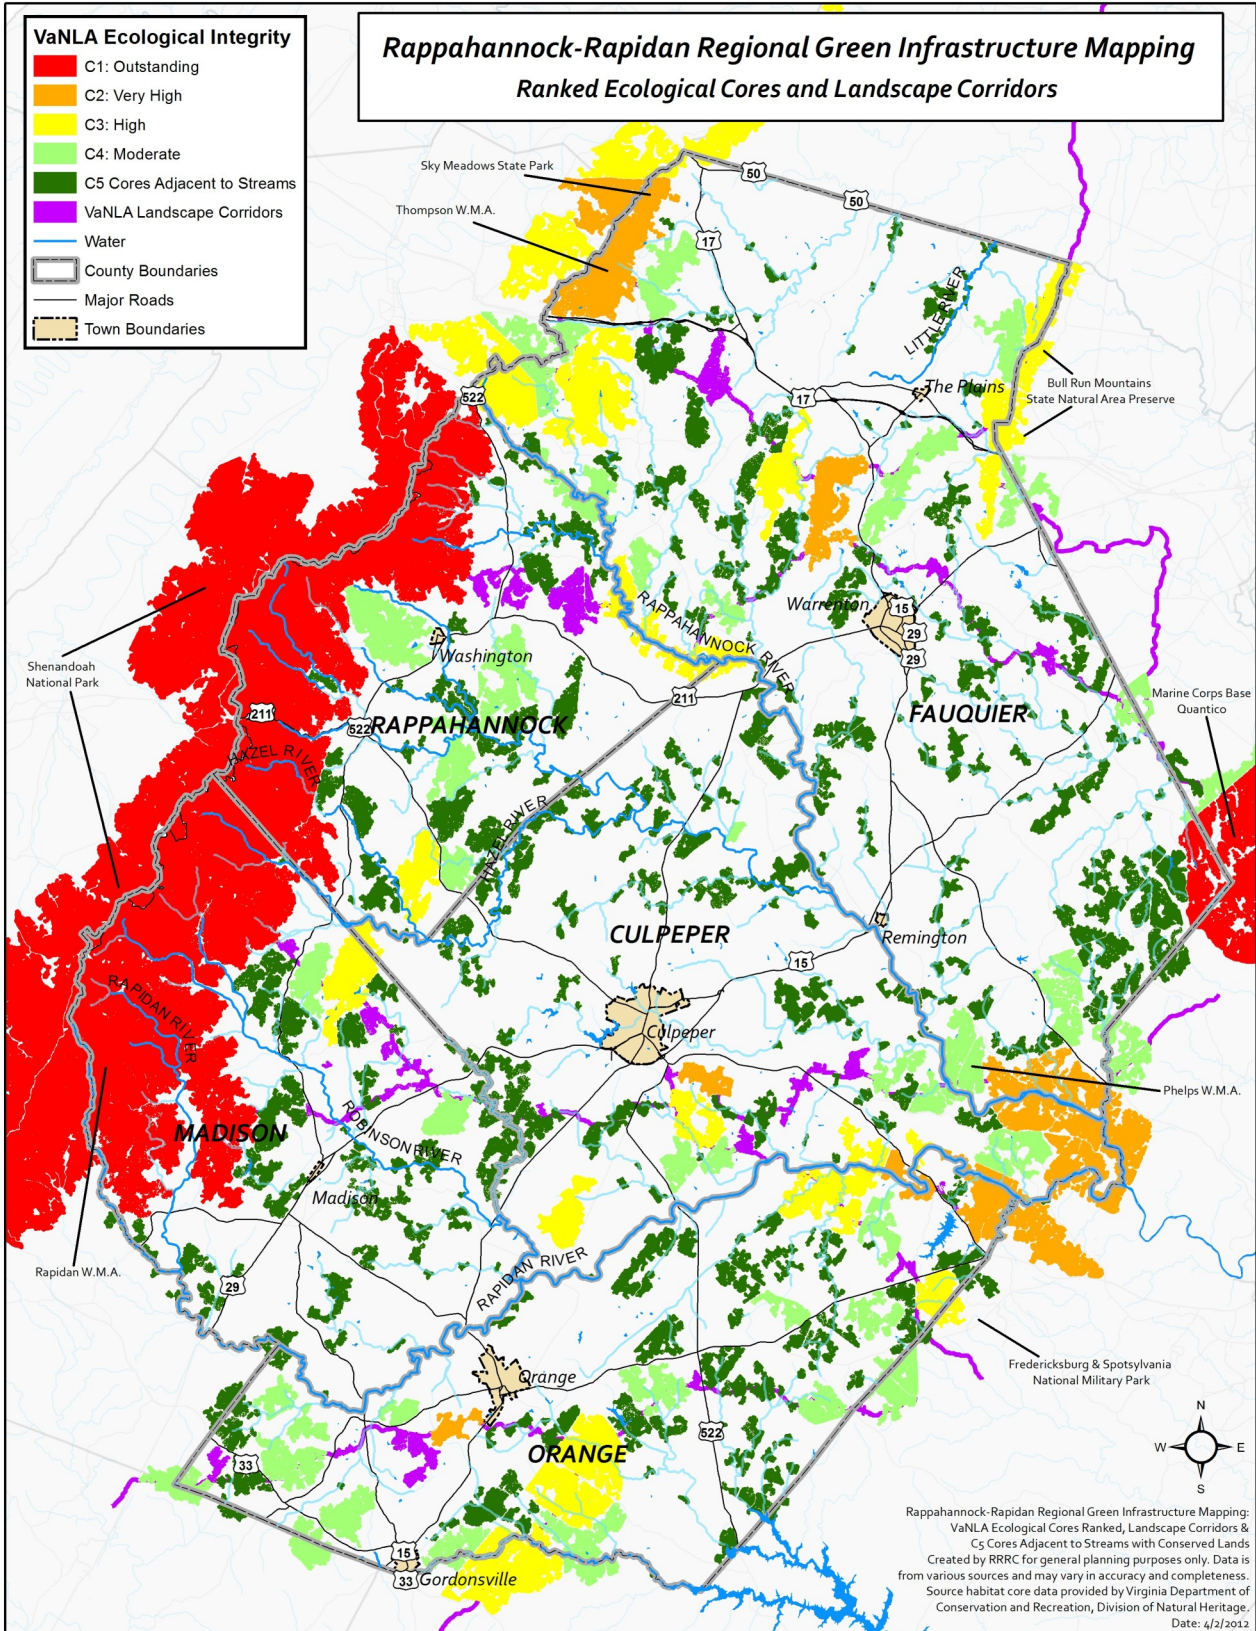 Rappahannock-Rapidan Regional Green Infrastructure Mapping
Ranked Ecological Cores and Landscape Corridors
VaNLA Ecological Integrity
C1: Outstanding
C2: Very High
C3: High
C4: Moderate
C5 Cores Adjacent to Streams
VaNLA Landscape Corridors
Water
County Boundaries
Major Roads
Town Boundaries
Sky Meadows State Park
50
50
Thompson W.M.A.
17
LITTLE RIVER
The Plains
Bull Run Mountains
State Natural Area Preserve
522
17
Warrenton
15
29
29
RAPPAHANNOCK RIVER
Washington
Shenandoah
National Park
211
211
522
RAPPAHANNOCK
FAUQUIER
Marine Corps Base
Quantico
HAZEL RIVER
HAZEL RIVER
CULPEPER
Remington
15
RAPIDAN RIVER
Culpeper
Phelps W.M.A.
MADISON
ROBINSON RIVER
Madison
Rapidan W.M.A.
29
RAPIDAN RIVER
Fredericksburg & Spotsylvania
National Military Park
Orange
522
ORANGE
33
15
33
Gordonsville
N
W
E
S
Rappahannock-Rapidan Regional Green Infrastructure Mapping:
VaNLA Ecological Cores Ranked, Landscape Corridors &
C5 Cores Adjacent to Streams with Conserved Lands
Created by RRRC for general planning purposes only. Data is
from various sources and may vary in accuracy and completeness.
Source habitat core data provided by Virginia Department of
Conservation and Recreation, Division of Natural Heritage.
Date: 4/2/2012